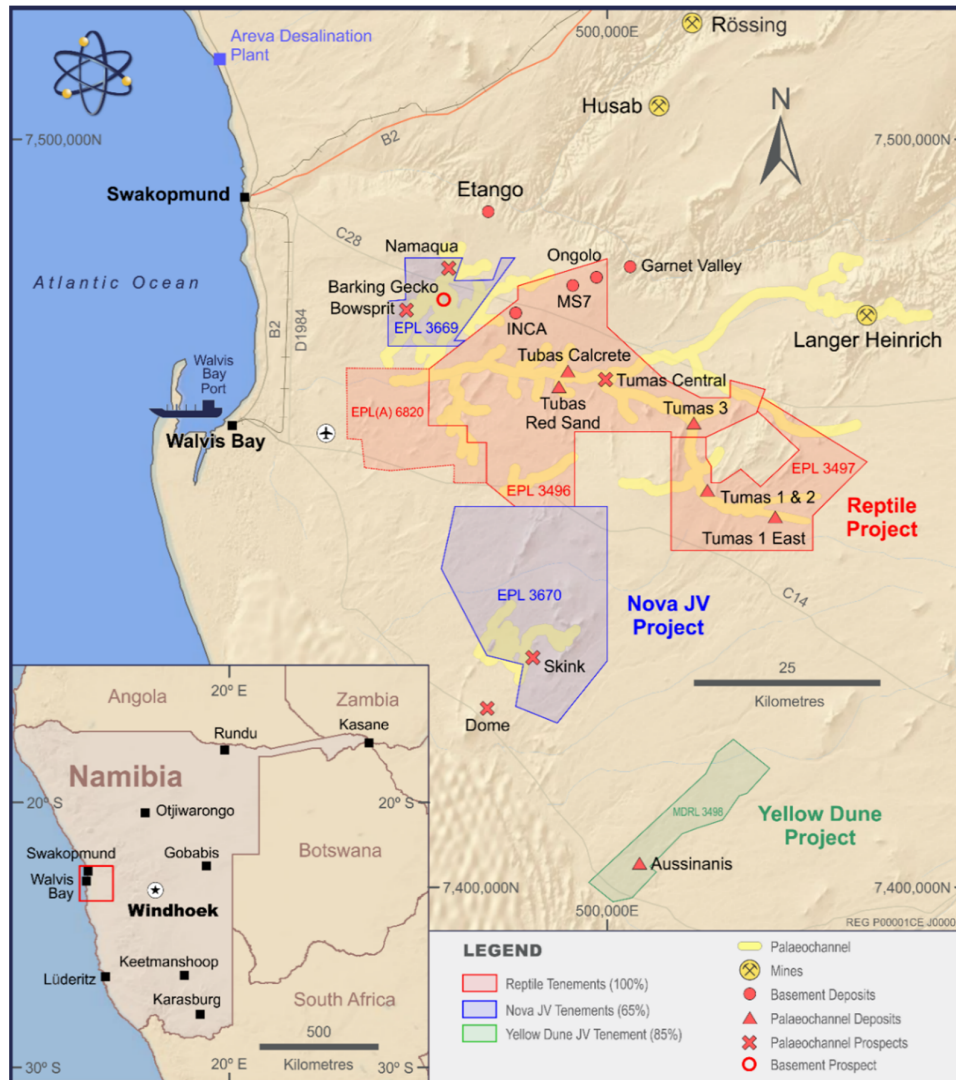 Areva Desalination
Plant
500,000E
Rössing
Husab
N
7,500,000N
7,500,000N
B2
Swakopmund
Etango
C28
Namaqua
Ongolo
Garnet Valley
Atlantic Ocean
Barking Gecko
MS7
Bowsprit
B2
D1984
EPL 3669
INCA
Langer Heinrich
Walvis
Bay
Port
Tubas Calcrete
Tumas Central
EPL(A) 6820
Tubas
Red Sand
Tumas 3
Walvis Bay
EPL 3497
EPL 3496
Tumas 1 & 2
Reptile
Project
Tumas 1 East
EPL 3670
Nova JV
Project
C14
Skink
25
Kilometres
Dome
MDRL 3498
Yellow Dune
Project
Aussinanis
7,400,000N
7,400,000N
500,000E
REG P00001CE J0000
Angola
20° E
Zambia
Rundu
Kasane
Namibia
20° S
20° S
Otjiwarongo
Botswana
Swakopmund
Gobabis
Walvis
Bay
Windhoek
Lüderitz
Keetmanshoop
Karasburg
South Africa
500
Kilometres
30° S
20° E
30° S
LEGEND
Reptile Tenements (100%)
Nova JV Tenements (65%)
Yellow Dune JV Tenement (85%)
Palaeochannel
Mines
Basement Deposits
Palaeochannel Deposits
Palaeochannel Prospects
Basement Prospect